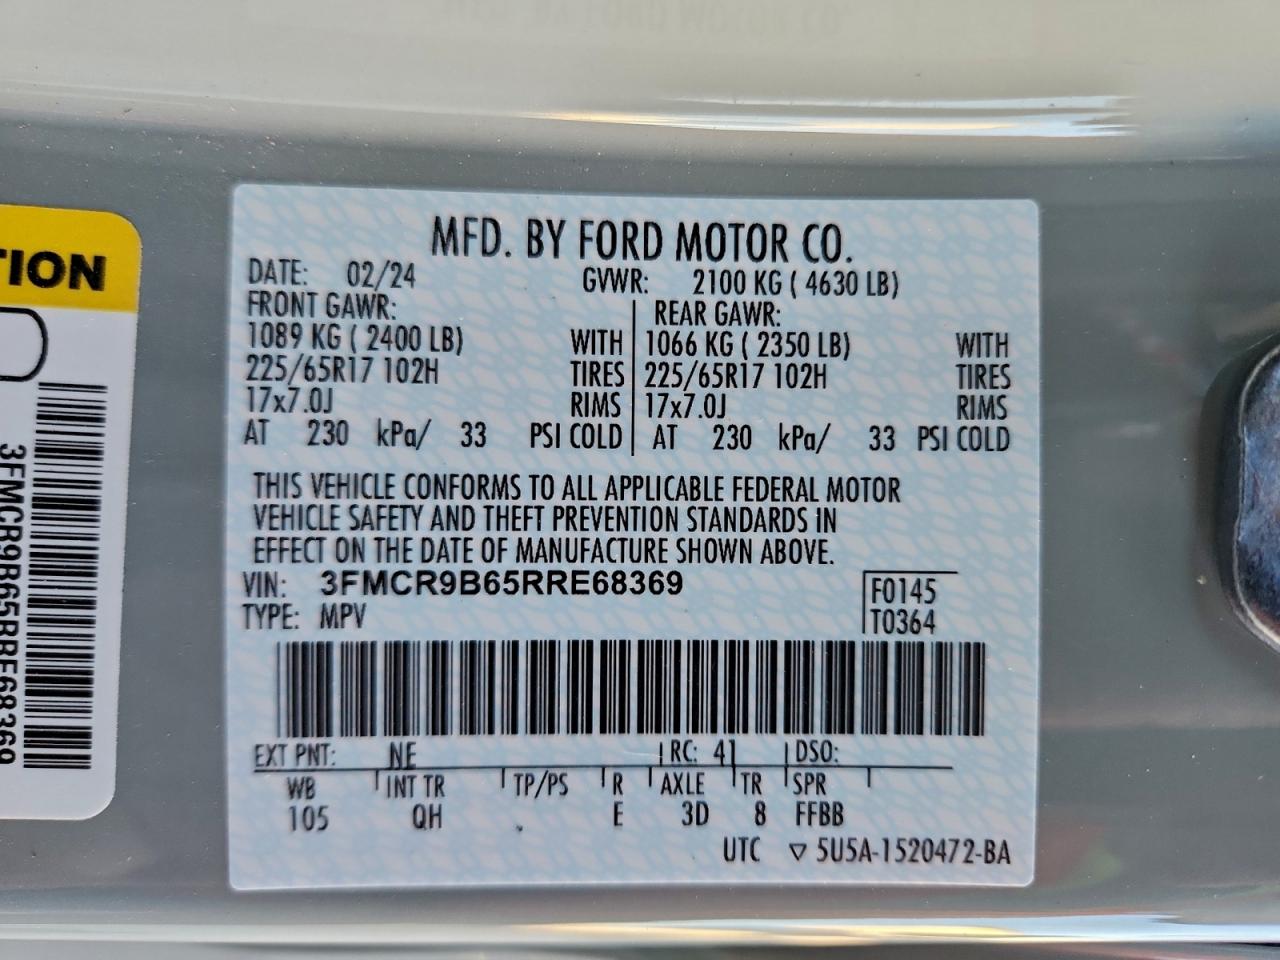 TION
3FMCR9B65RRE68369
MFD. BY FORD MOTOR CO.
DATE: 02/24 GVWR: 2100 KG ( 4630 LB)
FRONT GAWR: REAR GAWR:
1089 KG ( 2400 LB) WITH 1066 KG ( 2350 LB) WITH
225/65R17 102H TIRES 225/65R17 102H TIRES
17x7.0J RIMS 17x7.0J RIMS
AT 230 kPa/ 33 PSI COLD AT 230 kPa/ 33 PSI COLD
THIS VEHICLE CONFORMS TO ALL APPLICABLE FEDERAL MOTOR
VEHICLE SAFETY AND THEFT PREVENTION STANDARDS IN
EFFECT ON THE DATE OF MANUFACTURE SHOWN ABOVE.
VIN: 3FMCR9B65RRE68369 F0145
TYPE: MPV T0364
EXT PNT: NE RC: 41 DSO:
WB INT TR TP/PS R AXLE TR SPR
105 QH . E 3D 8 FFBB
UTC ▽ 5U5A-1520472-BA